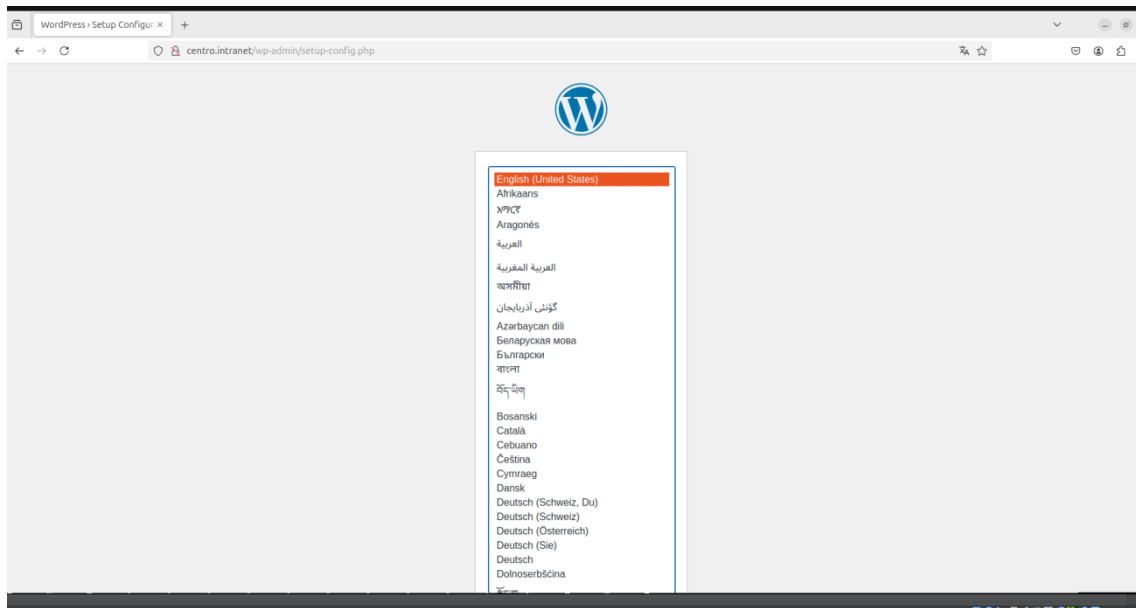 WordPress › Setup Configur
centro.intranet/wp-admin/setup-config.php
English (United States)
Afrikaans
አማርኛ
Aragonés
العربية
العربية المغربية
অসমীয়া
گؤنئی آذربایجان
Azərbaycan dili
Беларуская мова
Български
বাংলা
བོད་ཡིག
Bosanski
Català
Cebuano
Čeština
Cymraeg
Dansk
Deutsch (Schweiz, Du)
Deutsch (Schweiz)
Deutsch (Österreich)
Deutsch (Sie)
Deutsch
Dolnoserbšćina